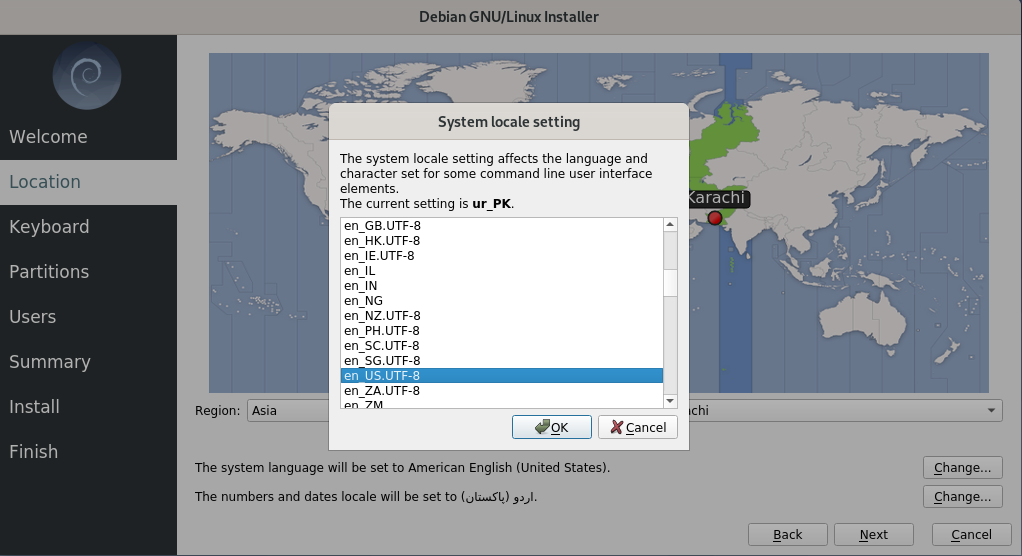 Debian GNU/Linux Installer
Welcome
Location
Keyboard
Partitions
Users
Summary
Install
Finish
Karachi
System locale setting
The system locale setting affects the language and
character set for some command line user interface
elements.
The current setting is ur_PK.
en_GB.UTF-8
en_HK.UTF-8
en_IE.UTF-8
en_IL
en_IN
en_NG
en_NZ.UTF-8
en_PH.UTF-8
en_SC.UTF-8
en_SG.UTF-8
en_US.UTF-8
en_ZA.UTF-8
en_ZM
OK Cancel
Region: Asia
The system language will be set to American English (United States). Change...
The numbers and dates locale will be set to اردو (پاکستان). Change...
Back Next Cancel